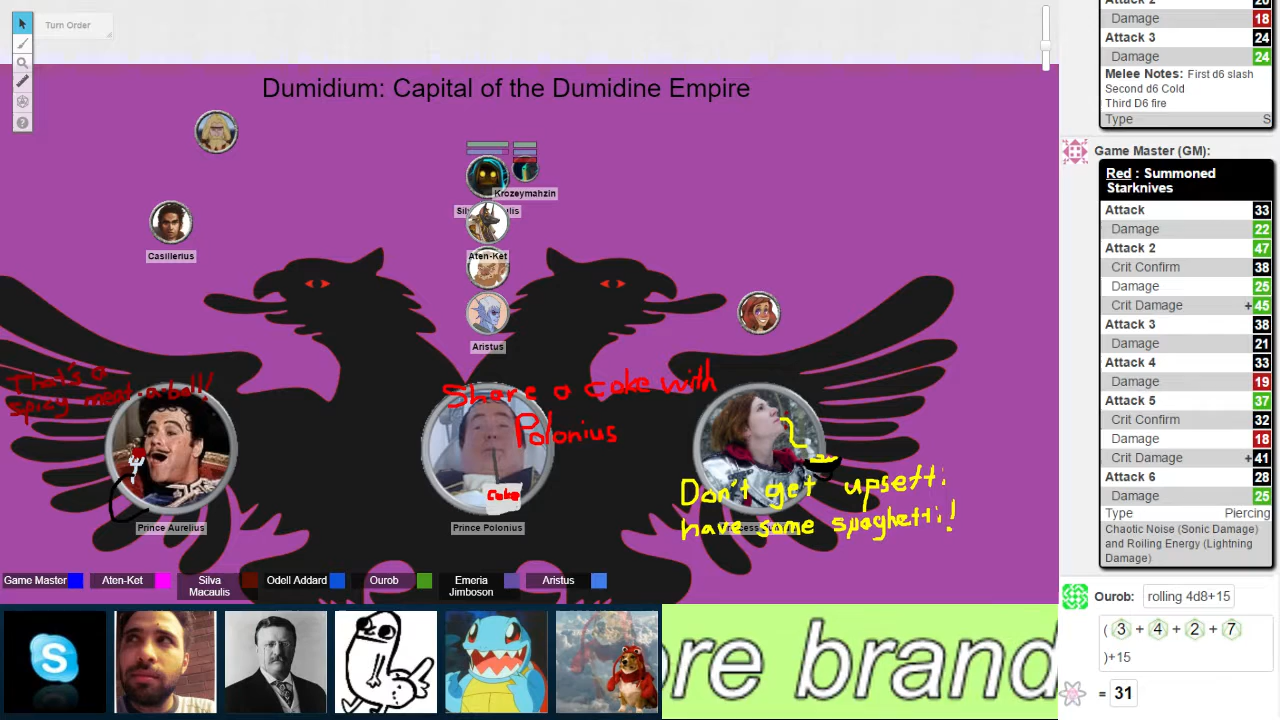 Turn Order
Dumidium: Capital of the Dumidine Empire
Krozeymahzin
Casillerius
Aten-Ket
Aristus
That's a
spicy meat-a-ball!
Share a coke with
Polonius
Coke
Don't get upsetti
have some spaghetti!
Prince Aurelius
Prince Polonius
Game Master
Aten-Ket
Silva
Macaulis
Odell Addard
Ourob
Emeria
Jimboson
Aristus
S
ore brand
Damage 18
Attack 3 24
Damage 24
Melee Notes: First d6 slash
Second d6 Cold
Third D6 fire
Type S
Game Master (GM):
Red : Summoned
Starknives
Attack 33
Damage 22
Attack 2 47
Crit Confirm 38
Damage 25
Crit Damage +45
Attack 3 38
Damage 21
Attack 4 33
Damage 19
Attack 5 37
Crit Confirm 32
Damage 18
Crit Damage +41
Attack 6 28
Damage 25
Type Piercing
Chaotic Noise (Sonic Damage)
and Roiling Energy (Lightning
Damage)
Ourob: rolling 4d8+15
(3+4+2+7
)+15
= 31